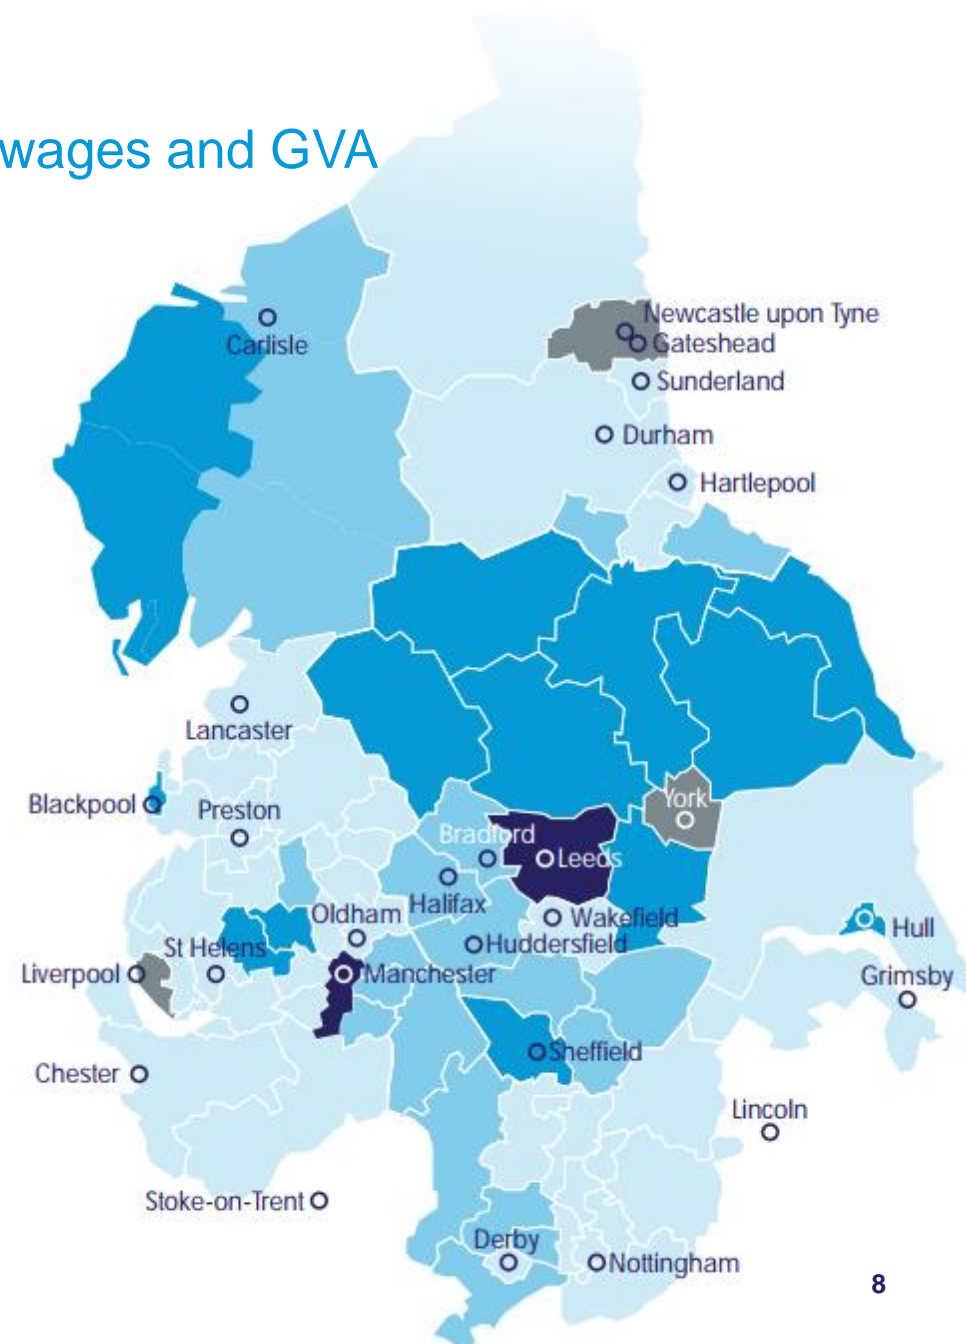 wages and GVA
Newcastle upon Tyne
Carlisle
Gateshead
Sunderland
Durham
Hartlepool
Lancaster
Blackpool
Preston
York
Bradford
Leeds
Halifax
Oldham
Wakefield
Hull
Huddersfield
St Helens
Liverpool
Manchester
Grimsby
Sheffield
Chester
Lincoln
Stoke-on-Trent
Derby
Nottingham
8